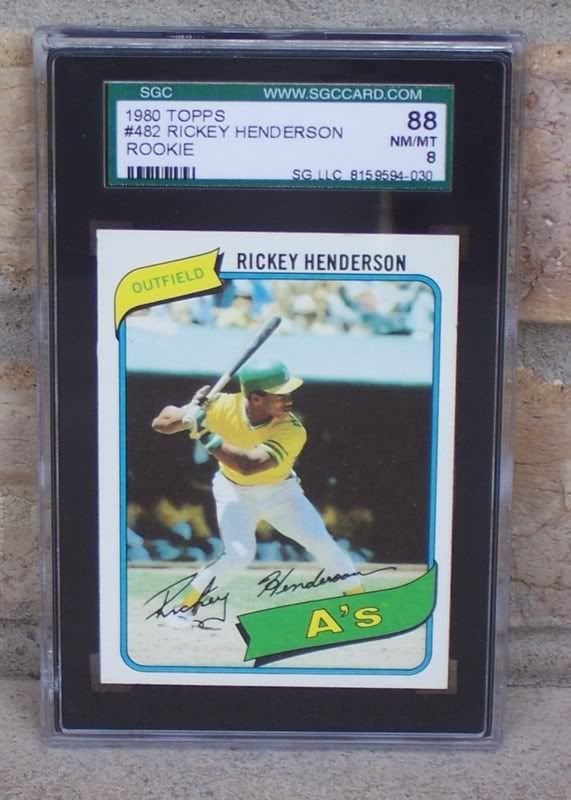 SGC WWW.SGCCARD.COM
1980 TOPPS 88
#482 RICKEY HENDERSON NM/MT
ROOKIE 8
SG, LLC 8159594-030
OUTFIELD
RICKEY HENDERSON
Rickey Henderson
A's